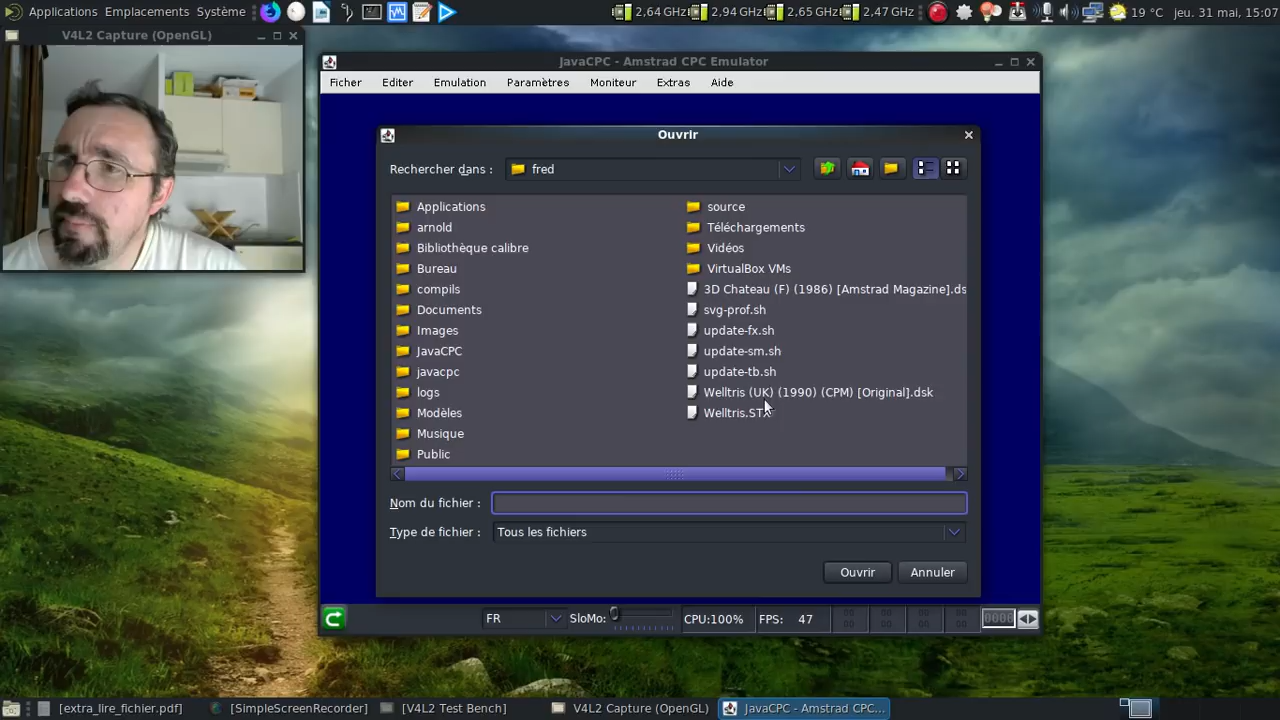 Applications Emplacements Système 2,64 GHz 2,94 GHz 2,65 GHz 2,47 GHz 19 °C jeu. 31 mai, 15:07
V4L2 Capture (OpenGL)
JavaCPC - Amstrad CPC Emulator
Ficher Editer Emulation Paramètres Moniteur Extras Aide
Ouvrir
Rechercher dans : fred
Applications
arnold
Bibliothèque calibre
Bureau
compils
Documents
Images
JavaCPC
javacpc
logs
Modèles
Musique
Public
source
Téléchargements
Vidéos
VirtualBox VMs
3D Chateau (F) (1986) [Amstrad Magazine].ds
svg-prof.sh
update-fx.sh
update-sm.sh
update-tb.sh
Welltris (UK) (1990) (CPM) [Original].dsk
Nom du fichier :
Type de fichier : Tous les fichiers
Ouvrir Annuler
FR SloMo: CPU:100% FPS: 47 0000
[extra_lire_fichier.pdf] [SimpleScreenRecorder] [V4L2 Test Bench] V4L2 Capture (OpenGL) JavaCPC - Amstrad CPC...